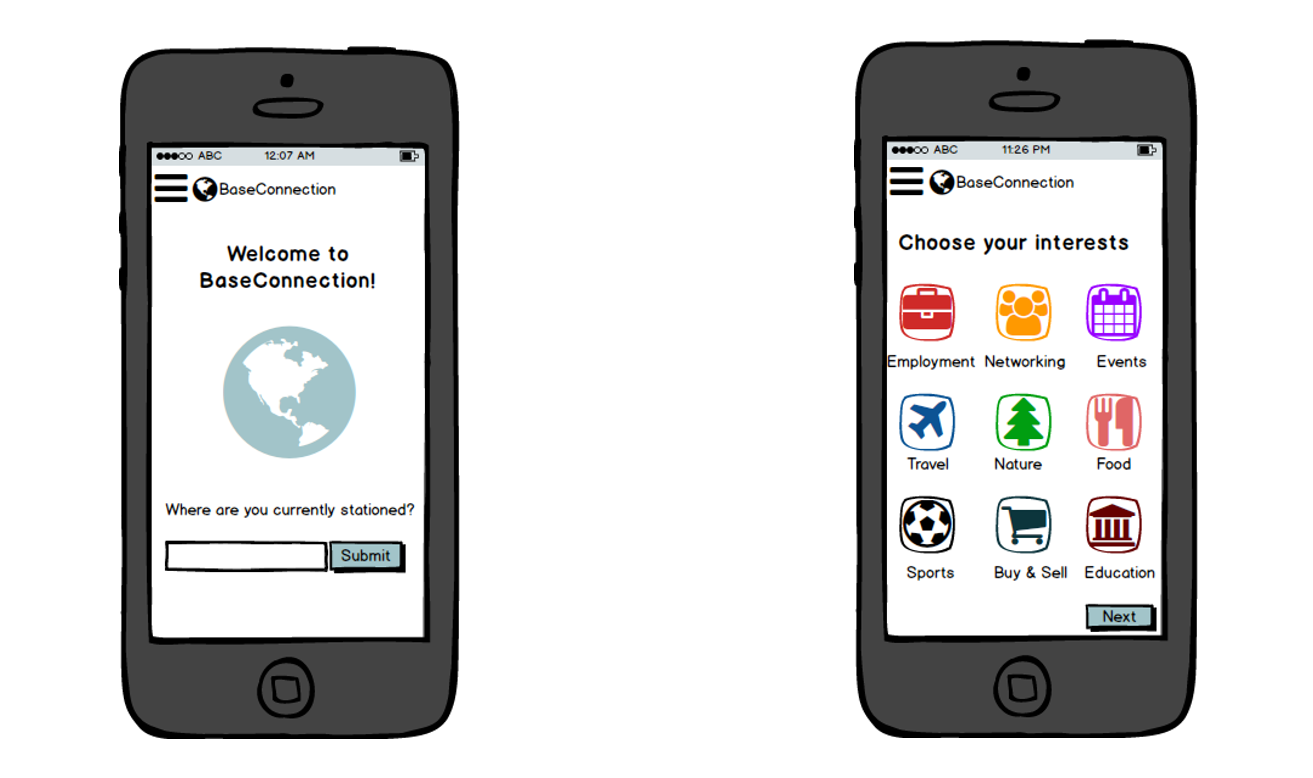 ABC 12:07 AM
BaseConnection
Welcome to
BaseConnection!
Where are you currently stationed?
Submit
ABC 11:26 PM
BaseConnection
Choose your interests
Employment Networking Events
Travel Nature Food
Sports Buy & Sell Education
Next